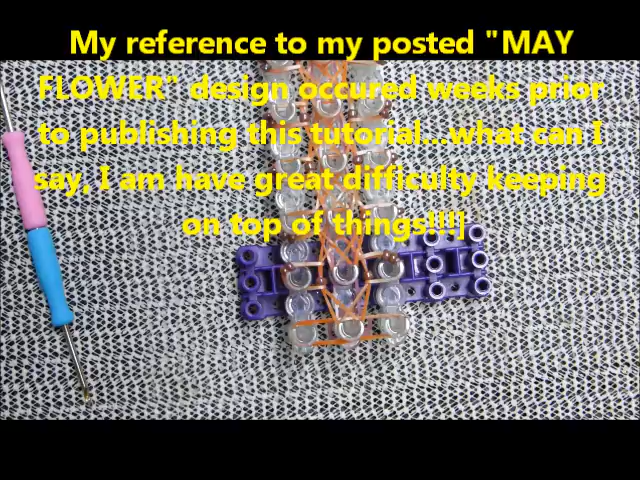 My reference to my posted "MAY
FLOWER" design occured weeks prior
to publishing this tutorial...what can I
say, I am have great difficulty keeping
on top of things!!!]